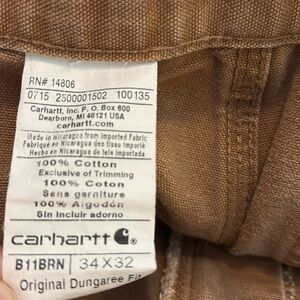 RN# 14806
0715 2500001502 100135
Carhartt, Inc. P.O. Box 600
Dearborn, MI 48121 USA
carhartt.com
Made in Nicaragua from Imported Fabric
Fabriqué en Nicaragua des tissu importé
Hecho en Nicaragua de tela importada
100% Cotton
Exclusive of Trimming
100% Coton
Sans garniture
100% Algodón
Sin incluir adorno
carhartt
B11BRN 34X32
Original Dungaree Fit